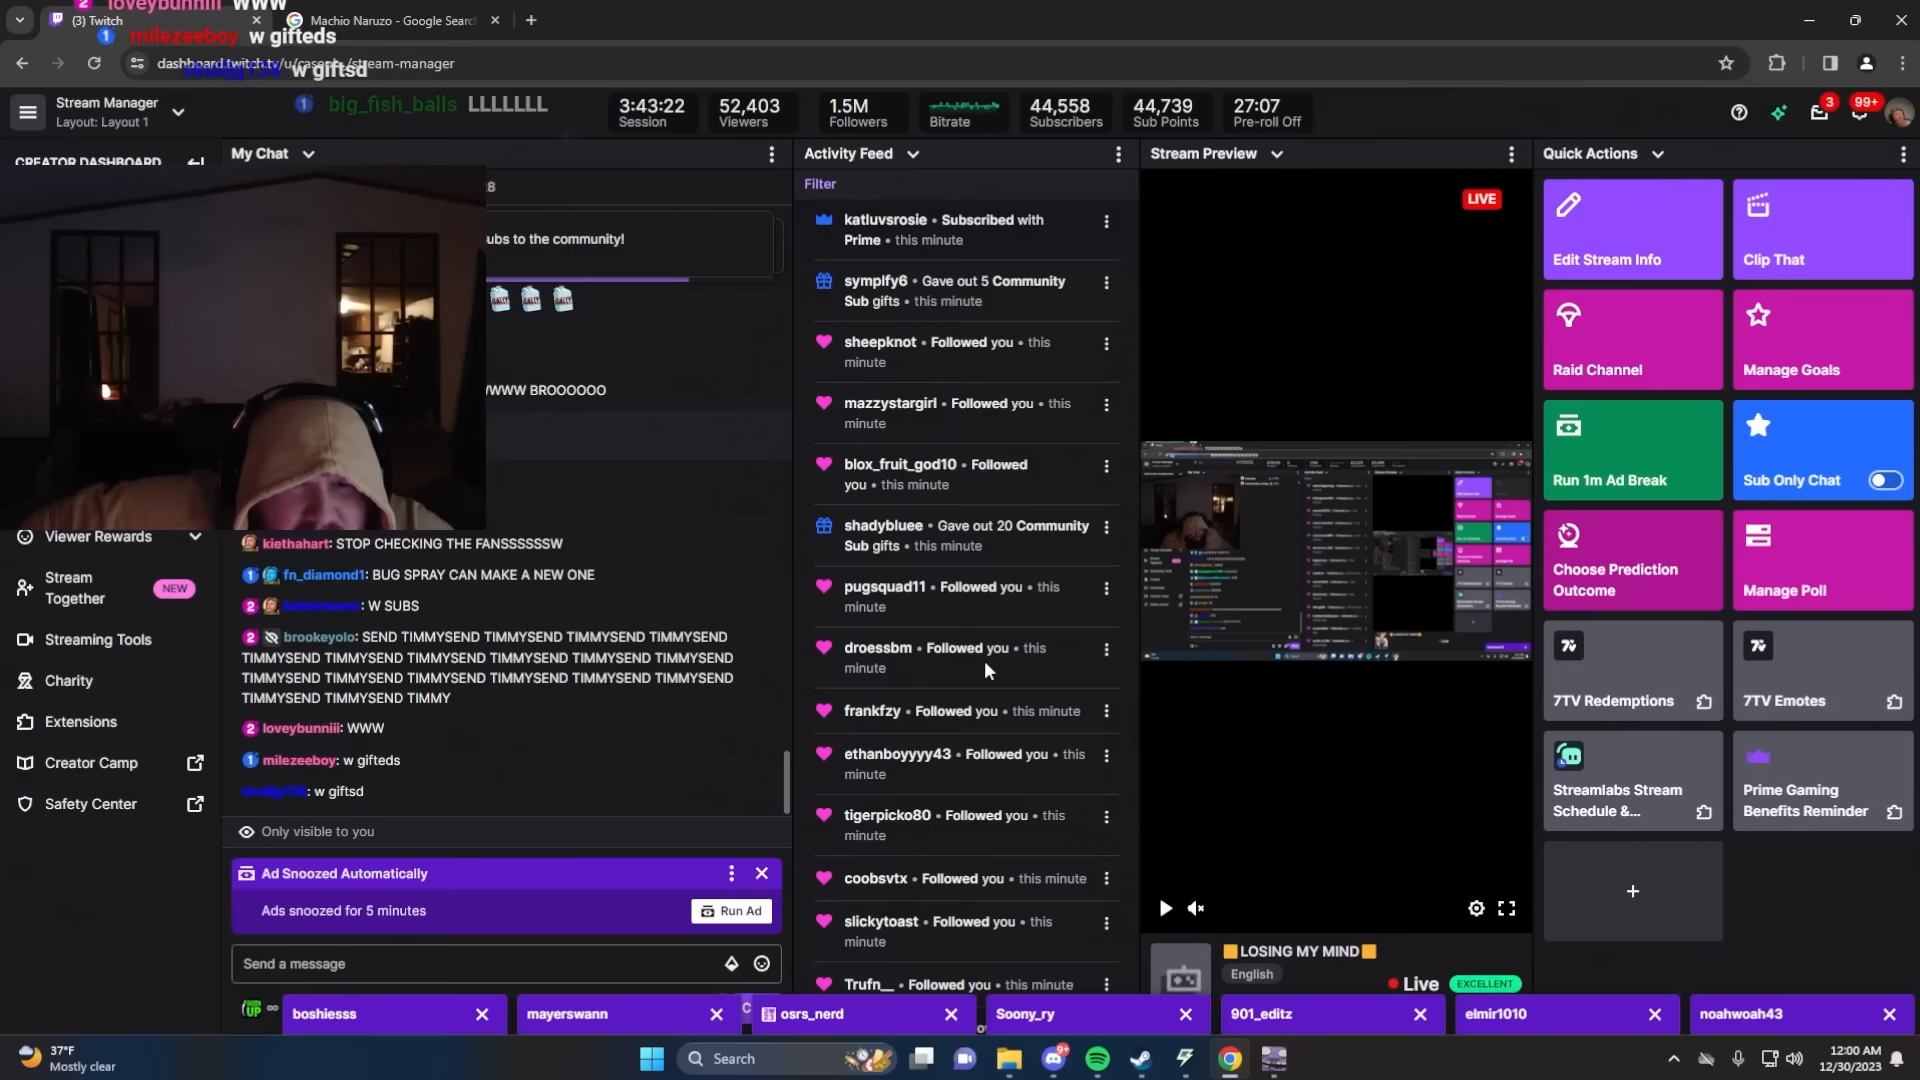 loveybunniii WWW
(3) Twitch
Machio Naruzo - Google Searc
milezeeboy w gifteds
dashboard.twitch.tv/u/caseoh_/stream-manager
w giftsd
big_fish_balls LLLLLLL
Stream Manager
Layout: Layout 1
3:43:22
Session
52,403
Viewers
1.5M
Followers
Bitrate
44,558
Subscribers
44,739
Sub Points
27:07
Pre-roll Off
3
99+
CREATOR DASHBOARD
Viewer Rewards
Stream Together
NEW
Streaming Tools
Charity
Extensions
Creator Camp
Safety Center
My Chat
ubs to the community!
WWW BROOOOOO
kiethahart: STOP CHECKING THE FANSSSSSSW
fn_diamond1: BUG SPRAY CAN MAKE A NEW ONE
: W SUBS
brookeyolo: SEND TIMMYSEND TIMMYSEND TIMMYSEND TIMMYSEND
TIMMYSEND TIMMYSEND TIMMYSEND TIMMYSEND TIMMYSEND
TIMMYSEND TIMMYSEND TIMMYSEND TIMMYSEND TIMMYSEND
TIMMYSEND TIMMYSEND TIMMY
loveybunniii: WWW
milezeeboy: w gifteds
: w giftsd
Only visible to you
Ad Snoozed Automatically
Ads snoozed for 5 minutes
Run Ad
Send a message
Activity Feed
Filter
katluvsrosie • Subscribed with
Prime • this minute
symplfy6 • Gave out 5 Community
Sub gifts • this minute
sheepknot • Followed you • this
minute
mazzystargirl • Followed you • this
minute
blox_fruit_god10 • Followed
you • this minute
shadybluee • Gave out 20 Community
Sub gifts • this minute
pugsquad11 • Followed you • this
minute
droessbm • Followed you • this
minute
frankfzy • Followed you • this minute
ethanboyyyy43 • Followed you • this
minute
tigerpicko80 • Followed you • this
minute
coobsvtx • Followed you • this minute
slickytoast • Followed you • this
minute
Trufn__ • Followed you • this minute
Stream Preview
LIVE
LOSING MY MIND
English
Live
EXCELLENT
Quick Actions
Edit Stream Info
Clip That
Raid Channel
Manage Goals
Run 1m Ad Break
Sub Only Chat
Choose Prediction
Outcome
Manage Poll
7TV Redemptions
7TV Emotes
Streamlabs Stream
Schedule &...
Prime Gaming
Benefits Reminder
boshiesss
mayerswann
osrs_nerd
Soony_ry
901_editz
elmir1010
noahwoah43
37°F
Mostly clear
Search
9+
12:00 AM
12/30/2023